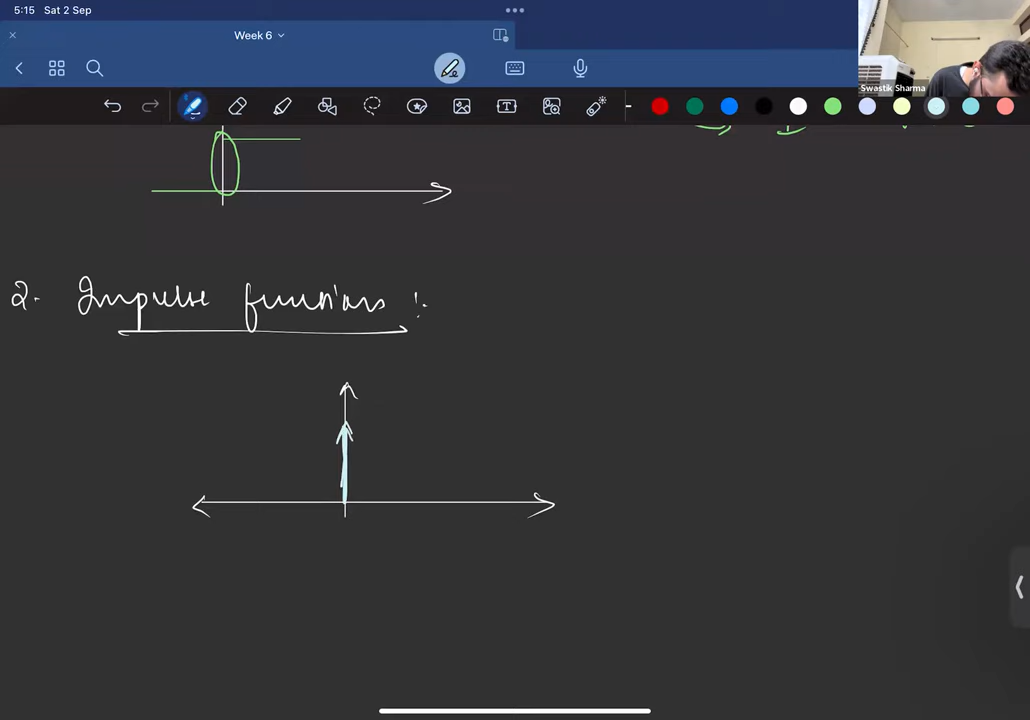 5:15 Sat 2 Sep
Week 6
Swastik Sharma
2. Impulse functions :-